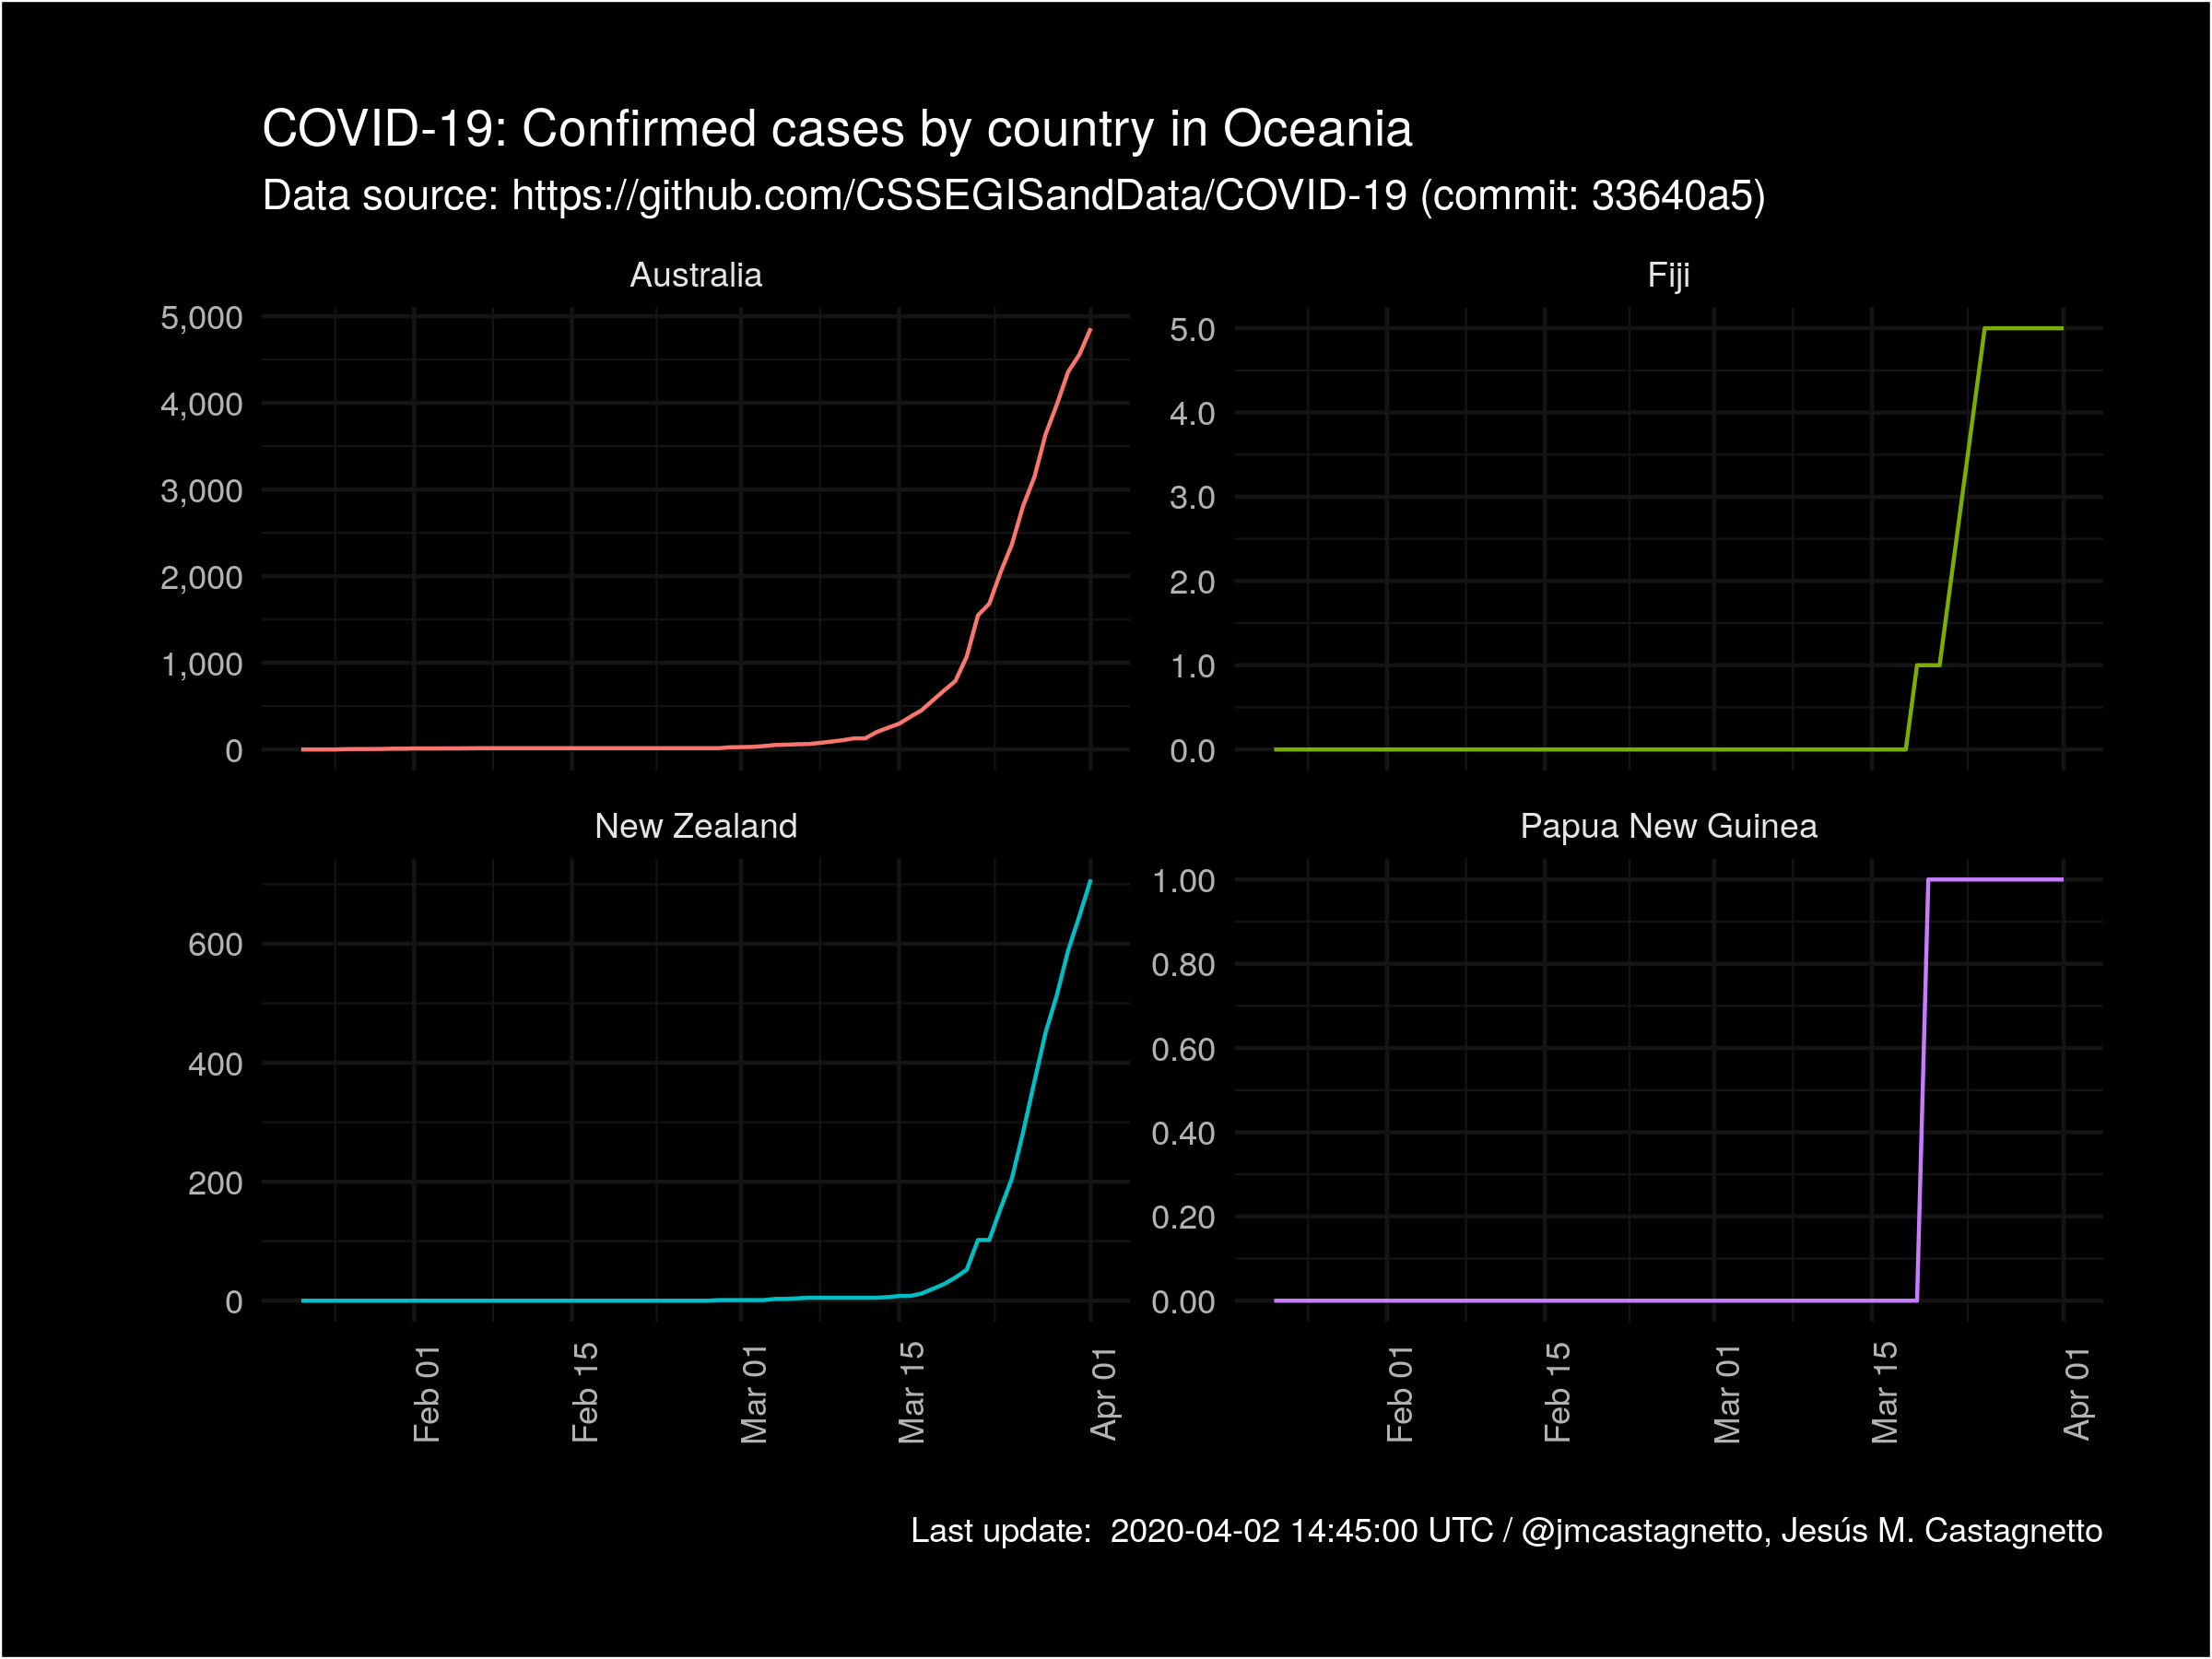 COVID-19: Confirmed cases by country in Oceania
Data source: https://github.com/CSSEGISandData/COVID-19 (commit: 33640a5)
Australia
5,000
4,000
3,000
2,000
1,000
0
Fiji
5.0
4.0
3.0
2.0
1.0
0.0
New Zealand
600
400
200
0
Feb 01
Feb 15
Mar 01
Mar 15
Apr 01
Papua New Guinea
1.00
0.80
0.60
0.40
0.20
0.00
Feb 01
Feb 15
Mar 01
Mar 15
Apr 01
Last update:  2020-04-02 14:45:00 UTC / @jmcastagnetto, Jesús M. Castagnetto